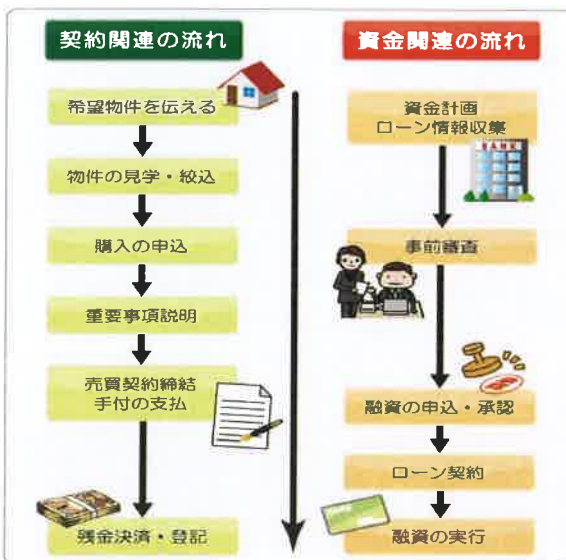 契約関連の流れ
希望物件を伝える
物件の見学・絞込
購入の申込
重要事項説明
売買契約締結
手付の支払
残金決済・登記
資金関連の流れ
資金計画
ローン情報収集
BANK
事前審査
融資の申込・承認
ローン契約
融資の実行